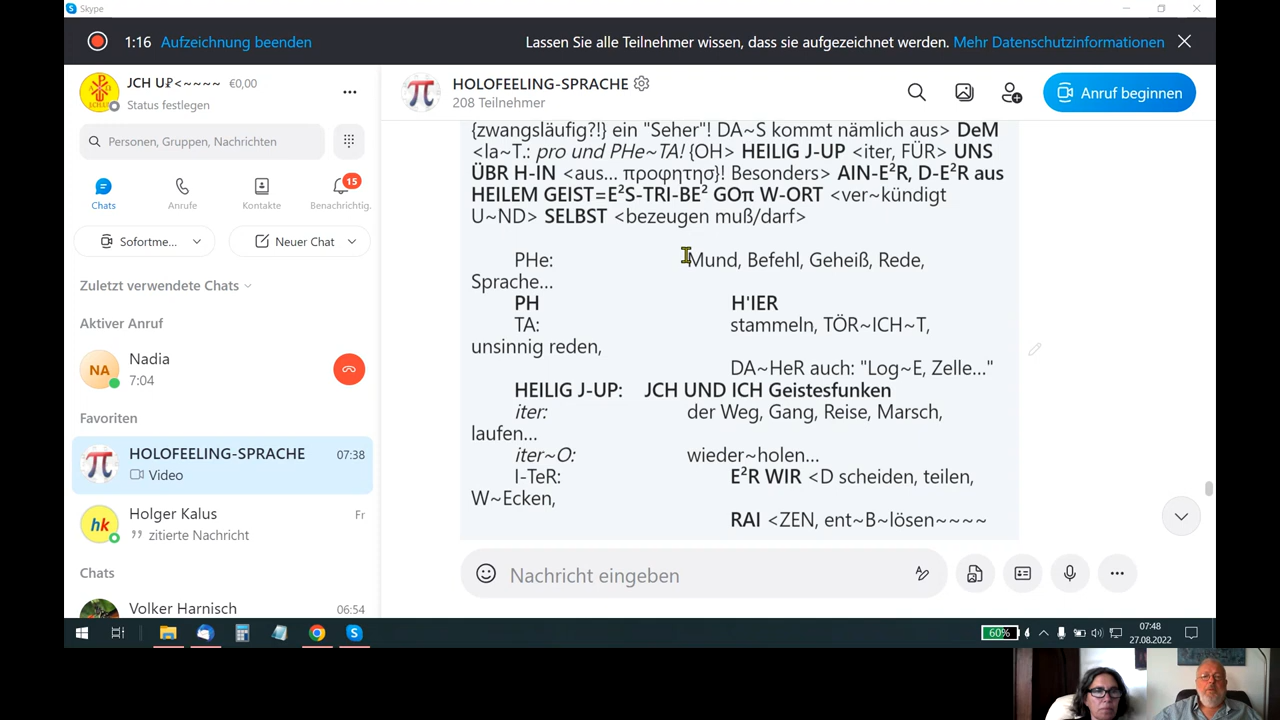 Skype
1:16 Aufzeichnung beenden
Lassen Sie alle Teilnehmer wissen, dass sie aufgezeichnet werden. Mehr Datenschutzinformationen
JCH UP<~~~~ €0,00
Status festlegen
Personen, Gruppen, Nachrichten
Chats
Anrufe
Kontakte
15
Benachrichtig.
Sofortme...
Neuer Chat
Zuletzt verwendete Chats
Aktiver Anruf
NA
Nadia
7:04
Favoriten
HOLOFEELING-SPRACHE 07:38
Video
hk
Holger Kalus Fr
zitierte Nachricht
Chats
Volker Harnisch 06:54
π
HOLOFEELING-SPRACHE
208 Teilnehmer
Anruf beginnen
{zwangsläufig?!} ein "Seher"! DA~S kommt nämlich aus> DeM
<la~T.: pro und PHe~TA! {OH> HEILIG J-UP <iter, FÜR> UNS
ÜBR H-IN <aus... προφητησ}! Besonders> AIN-E²R, D-E²R aus
HEILEM GEIST=E²S-TRI-BE² GOπ W-ORT <ver~kündigt
U~ND> SELBST <bezeugen muß/darf>
PHe: Mund, Befehl, Geheiß, Rede,
Sprache...
PH H'IER
TA: stammeln, TÖR~ICH~T,
unsinnig reden,
DA~HeR auch: "Log~E, Zelle..."
HEILIG J-UP: JCH UND ICH Geistesfunken
iter: der Weg, Gang, Reise, Marsch,
laufen...
iter~O: wieder~holen...
I-TeR: E²R WIR <D scheiden, teilen,
W~Ecken,
RAI <ZEN, ent~B~lösen~~~~
Nachricht eingeben
60%
07:48
27.08.2022